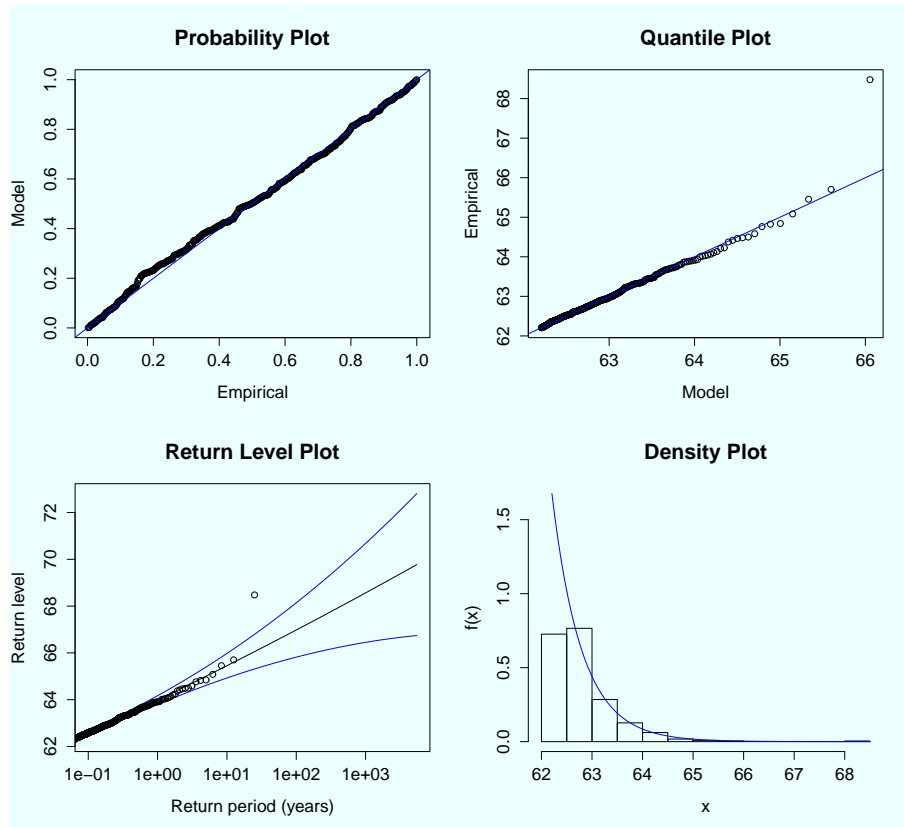 Probability Plot
Model
0.0 0.2 0.4 0.6 0.8 1.0
0.0 0.2 0.4 0.6 0.8 1.0
Empirical
Quantile Plot
Empirical
62 63 64 65 66 67 68
63 64 65 66
Model
Return Level Plot
Return level
62 64 66 68 70 72
1e−01 1e+00 1e+01 1e+02 1e+03
Return period (years)
Density Plot
f(x)
0.0 0.5 1.0 1.5
62 63 64 65 66 67 68
x